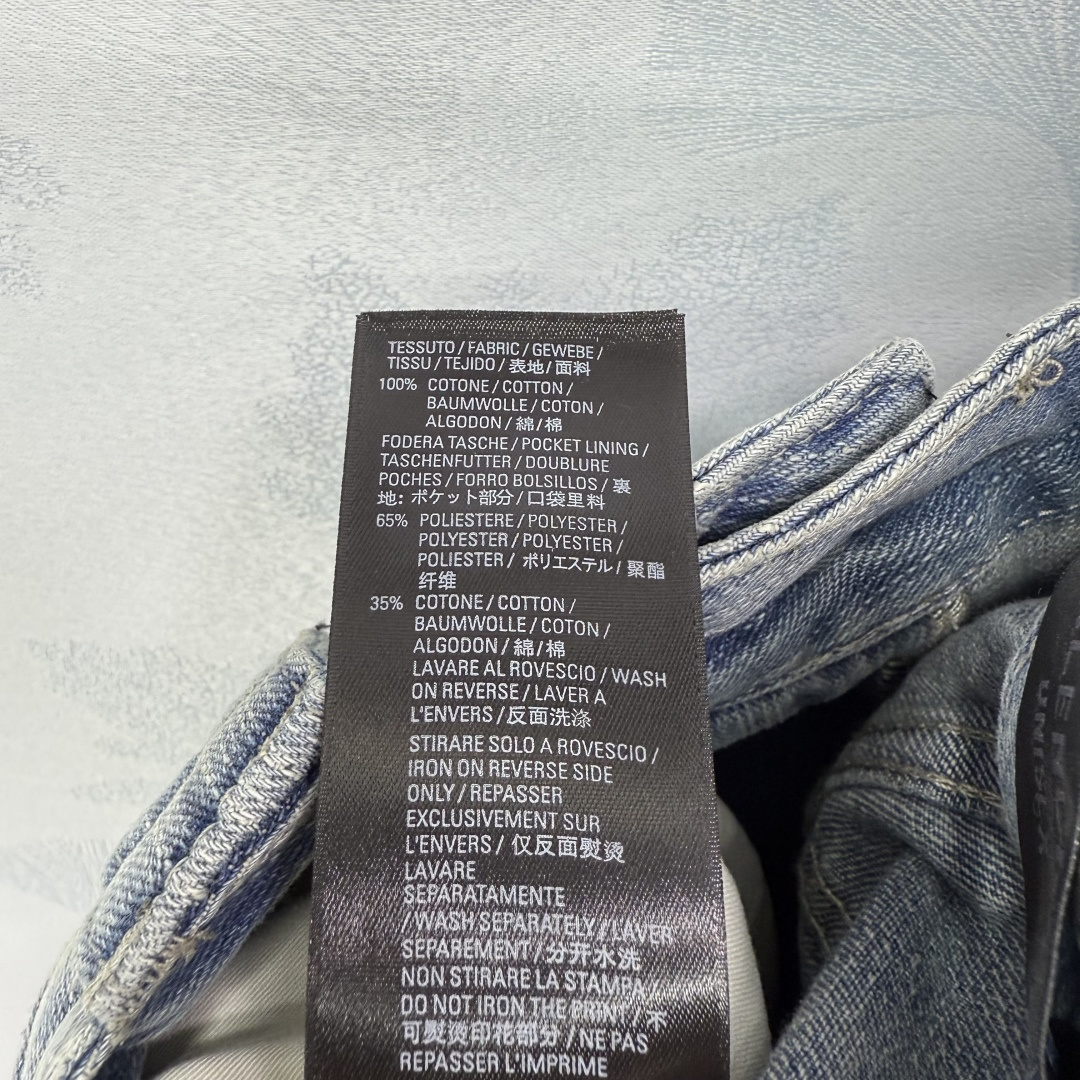 TESSUTO / FABRIC / GEWEBE /
TISSU / TEJIDO / 表地/ 面料
100% COTONE / COTTON /
BAUMWOLLE / COTON /
ALGODON / 綿/棉
FODERA TASCHE / POCKET LINING /
TASCHENFUTTER / DOUBLURE
POCHES / FORRO BOLSILLOS / 裏
地: ポケット部分 / 口袋里料
65% POLIESTERE / POLYESTER /
POLYESTER / POLYESTER /
POLIESTER / ポリエステル / 聚酯
纤维
35% COTONE / COTTON /
BAUMWOLLE / COTON /
ALGODON / 綿/棉
LAVARE AL ROVESCIO / WASH
ON REVERSE / LAVER A
L'ENVERS / 反面洗涤
STIRARE SOLO A ROVESCIO /
IRON ON REVERSE SIDE
ONLY / REPASSER
EXCLUSIVEMENT SUR
L'ENVERS / 仅反面熨烫
LAVARE
SEPARATAMENTE
/ WASH SEPARATELY / LAVER
SEPAREMENT / 分开水洗
NON STIRARE LA STAMPA /
DO NOT IRON THE PRINT / 不
可熨烫印花部分 / NE PAS
REPASSER L'IMPRIME